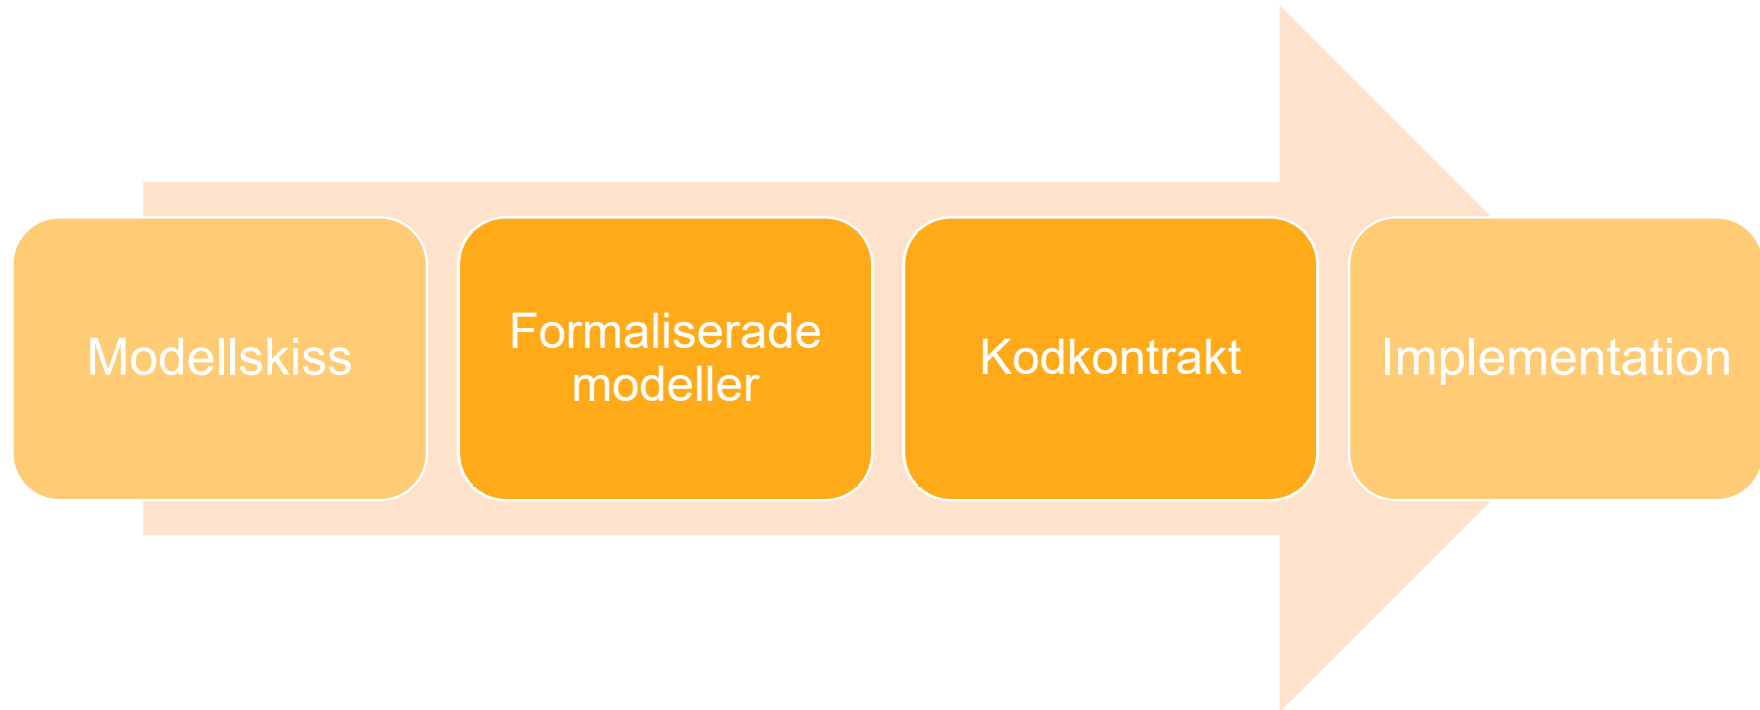 Modellskiss
Formaliserade
modeller
Kodkontrakt
Implementation